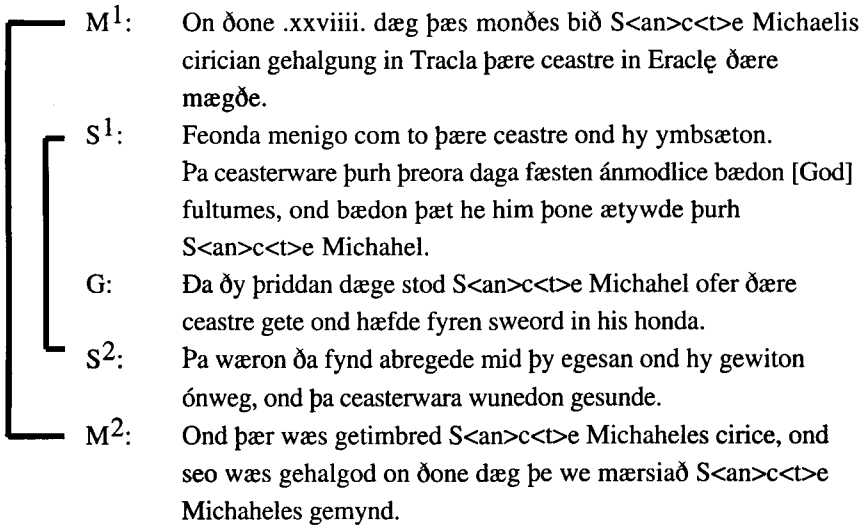 M1: On ðone .xxviiii. dæg þæs monðes bið S<an>c<t>e Michaelis
cirician gehalgung in Tracla þære ceastre in Eraclę ðære
mægðe.
S1: Feonda menigo com to þære ceastre ond hy ymbsæton.
Þa ceasterware þurh þreora daga fæsten ánmodlice bædon [God]
fultumes, ond bædon þæt he him þone ætywde þurh
S<an>c<t>e Michahel.
G: Ða ðy þriddan dæge stod S<an>c<t>e Michahel ofer ðære
ceastre gete ond hæfde fyren sweord in his honda.
S2: Þa wæron ða fynd abregede mid þy egesan ond hy gewiton
ónweg, ond þa ceasterwara wunedon gesunde.
M2: Ond þær wæs getimbred S<an>c<t>e Michaheles cirice, ond
seo wæs gehalgod on ðone dæg þe we mærsiað S<an>c<t>e
Michaheles gemynd.